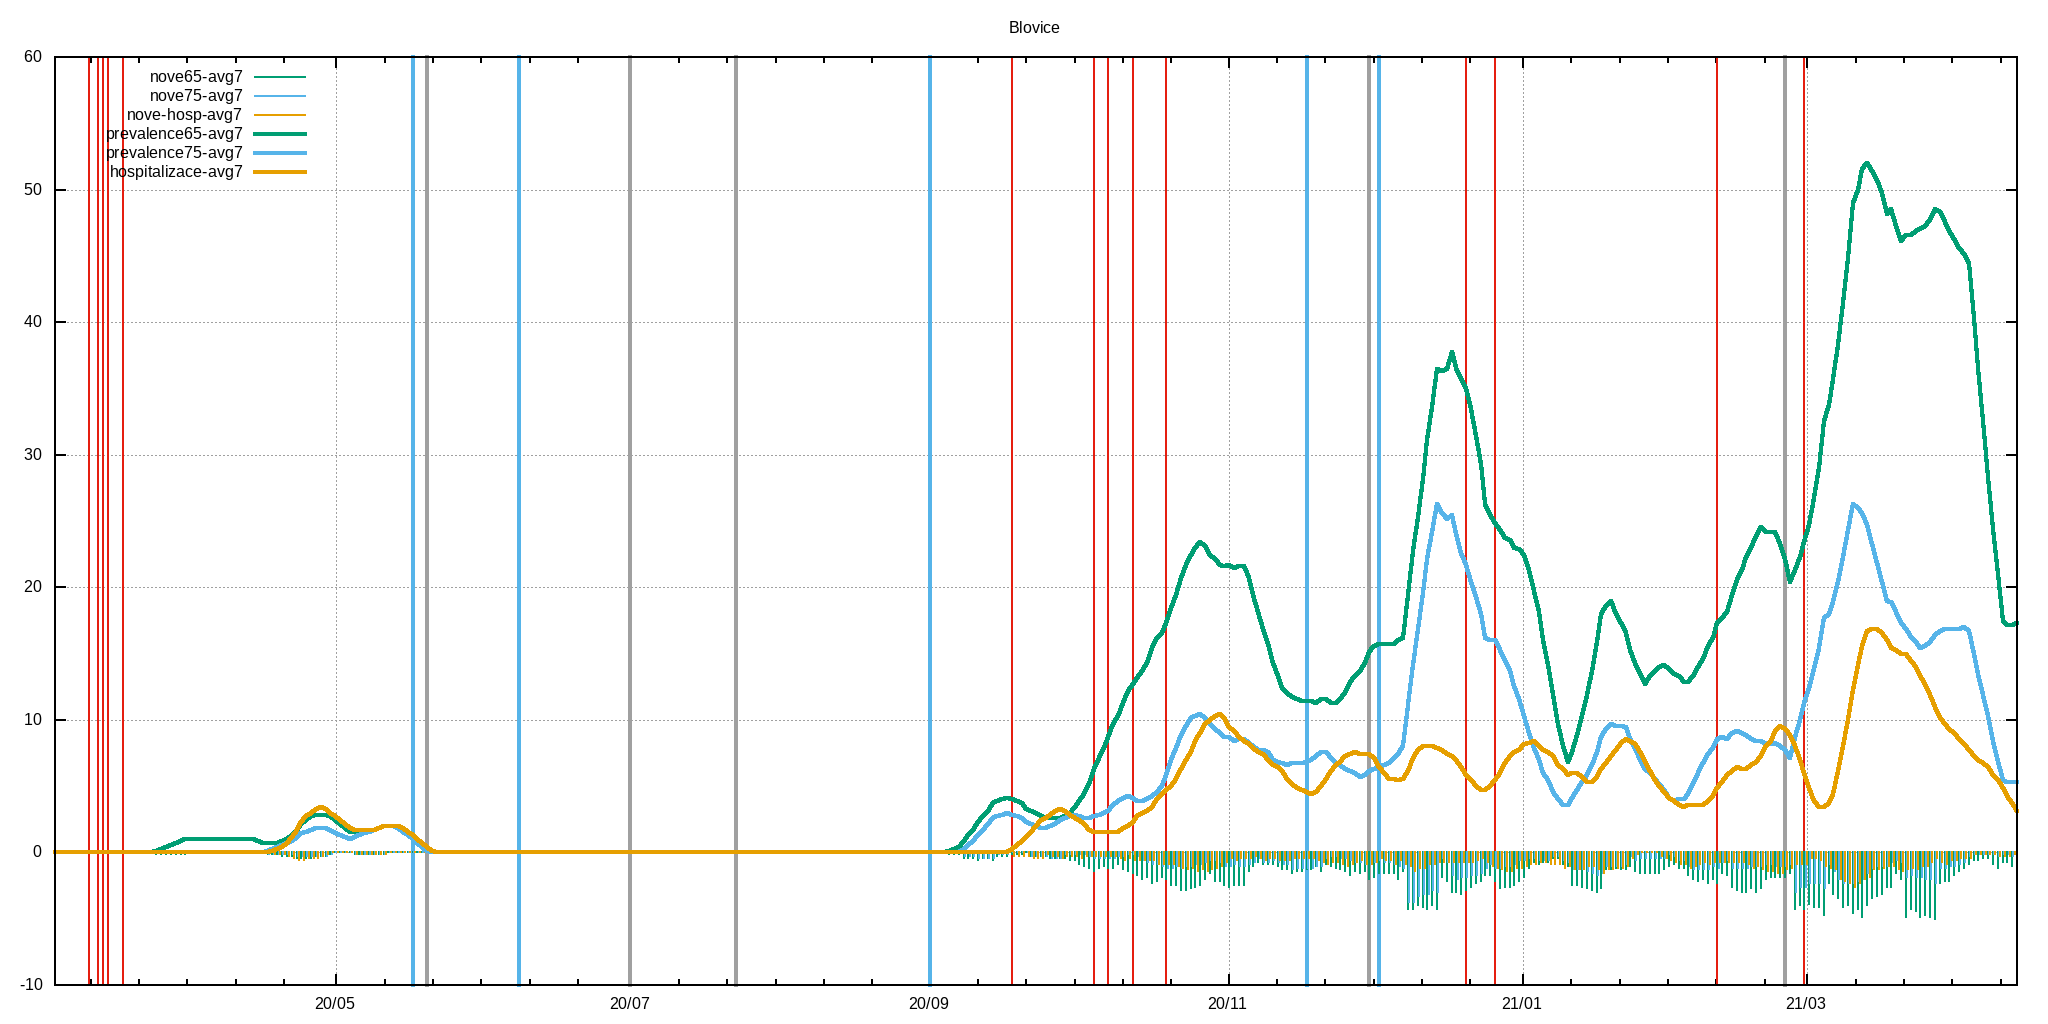 Blovice
60
nove65-avg7
nove75-avg7
nove-hosp-avg7
prevalence65-avg7
prevalence75-avg7
hospitalizace-avg7
50
40
30
20
10
0
-10
20/05 20/07 20/09 20/11 21/01 21/03